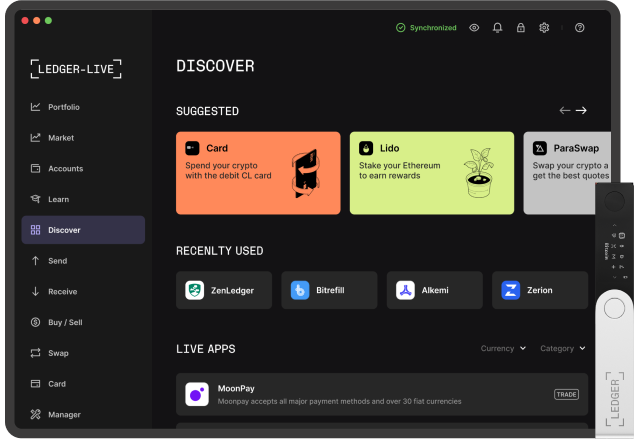 Synchronized
LEDGER-LIVE
DISCOVER
Portfolio
Market
Accounts
Learn
Discover
Send
Receive
Buy / Sell
Swap
Card
Manager
SUGGESTED
Card
Spend your crypto
with the debit CL card
Lido
Stake your Ethereum
to earn rewards
ParaSwap
Swap your crypto a
get the best quotes
RECENLTY USED
ZenLedger
Bitrefill
Alkemi
Zerion
LIVE APPS
Currency
Category
MoonPay
Moonpay accepts all major payment methods and over 30 fiat currencies
TRADE
Bitcoin
LEDGER